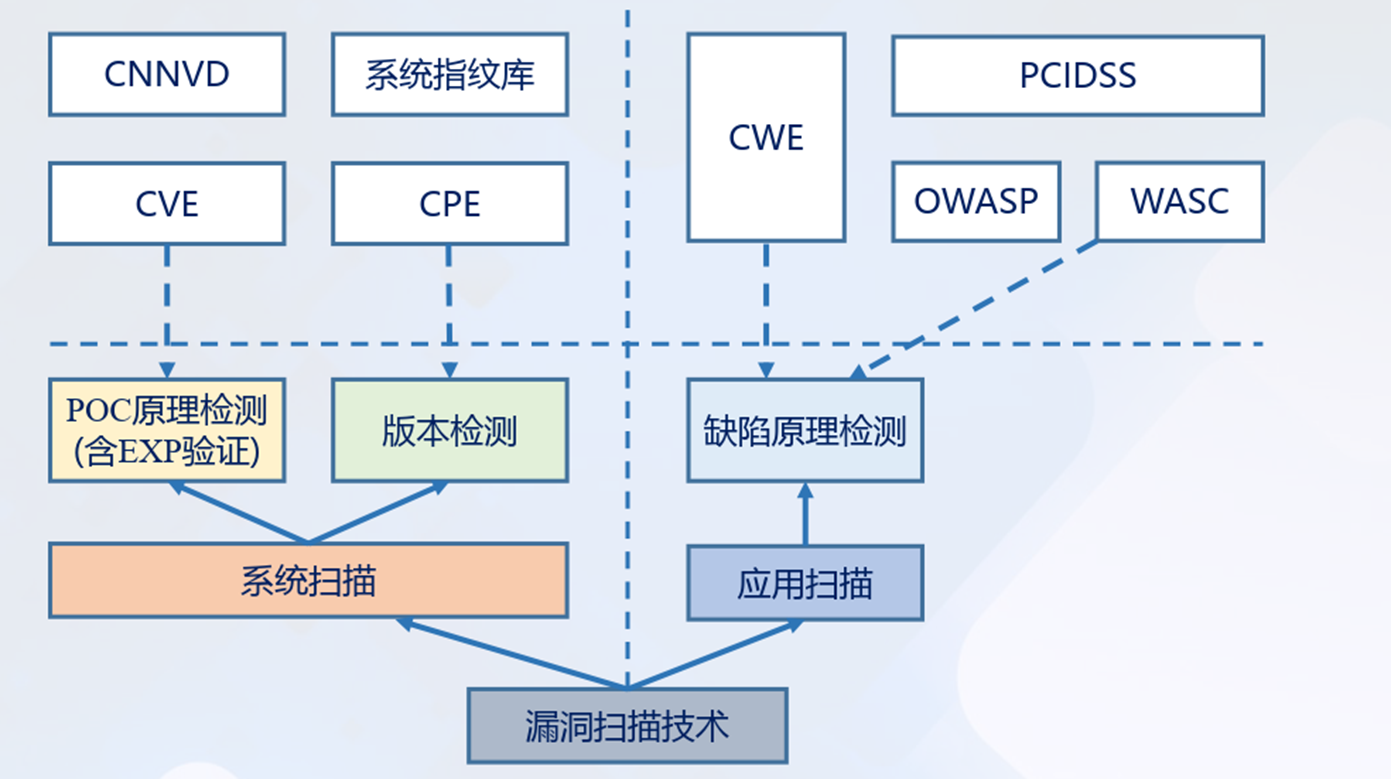 CNNVD
系统指纹库
CWE
PCIDSS
CVE
CPE
OWASP
WASC
POC原理检测
(含EXP验证)
版本检测
缺陷原理检测
系统扫描
应用扫描
漏洞扫描技术